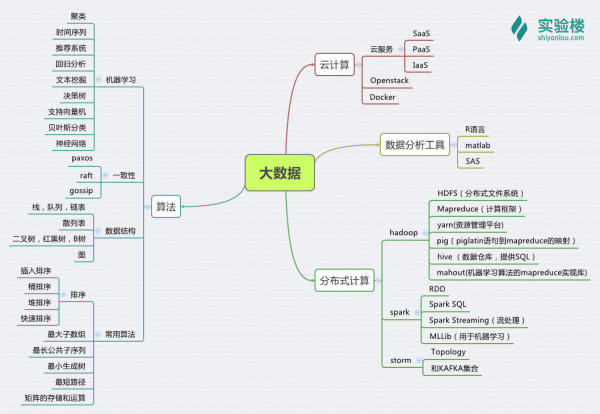 实验楼
shiyanlou.com
大数据
云计算
云服务
SaaS
PaaS
IaaS
Openstack
Docker
数据分析工具
R语言
matlab
SAS
分布式计算
hadoop
HDFS（分布式文件系统）
Mapreduce（计算框架）
yarn(资源管理平台)
pig（piglatin语句到mapreduce的映射）
hive （数据仓库，提供SQL）
mahout(机器学习算法的mapreduce实现库)
spark
RDD
Spark SQL
Spark Streaming（流处理）
MLLib（用于机器学习）
storm
Topology
和KAFKA集合
算法
机器学习
聚类
时间序列
推荐系统
回归分析
文本挖掘
决策树
支持向量机
贝叶斯分类
神经网络
一致性
paxos
raft
gossip
数据结构
栈，队列，链表
散列表
二叉树，红黑树，B树
图
常用算法
排序
插入排序
桶排序
堆排序
快速排序
最大子数组
最长公共子序列
最小生成树
最短路径
矩阵的存储和运算